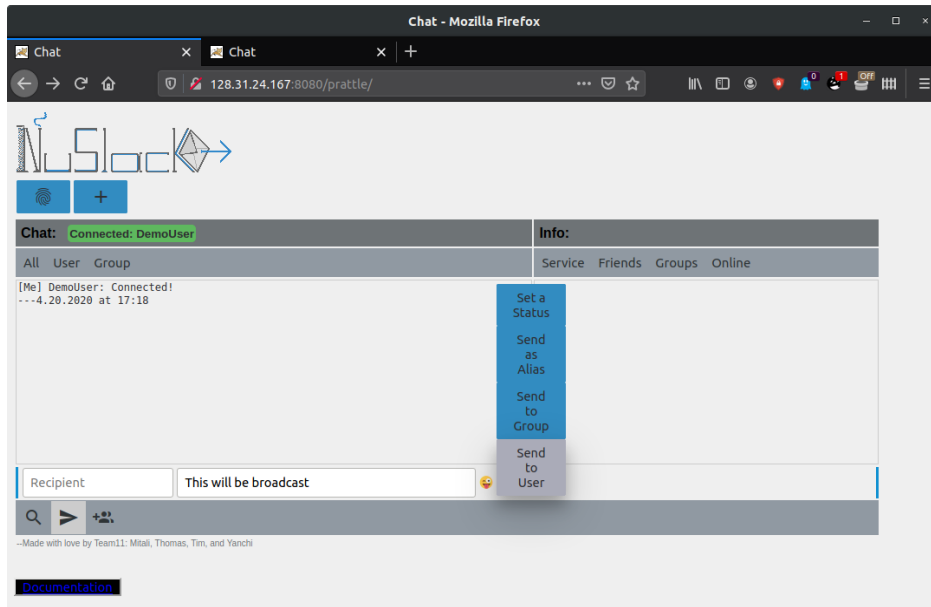 Chat - Mozilla Firefox
Chat
Chat
128.31.24.167:8080/prattle/
0
1
Off
NuSlack
+
Chat: Connected: DemoUser
Info:
All User Group
Service Friends Groups Online
[Me] DemoUser: Connected!
---4.20.2020 at 17:18
Set a
Status
Send
as
Alias
Send
to
Group
Send
to
User
Recipient
This will be broadcast
--Made with love by Team11: Mitali, Thomas, Tim, and Yanchi
Documentation